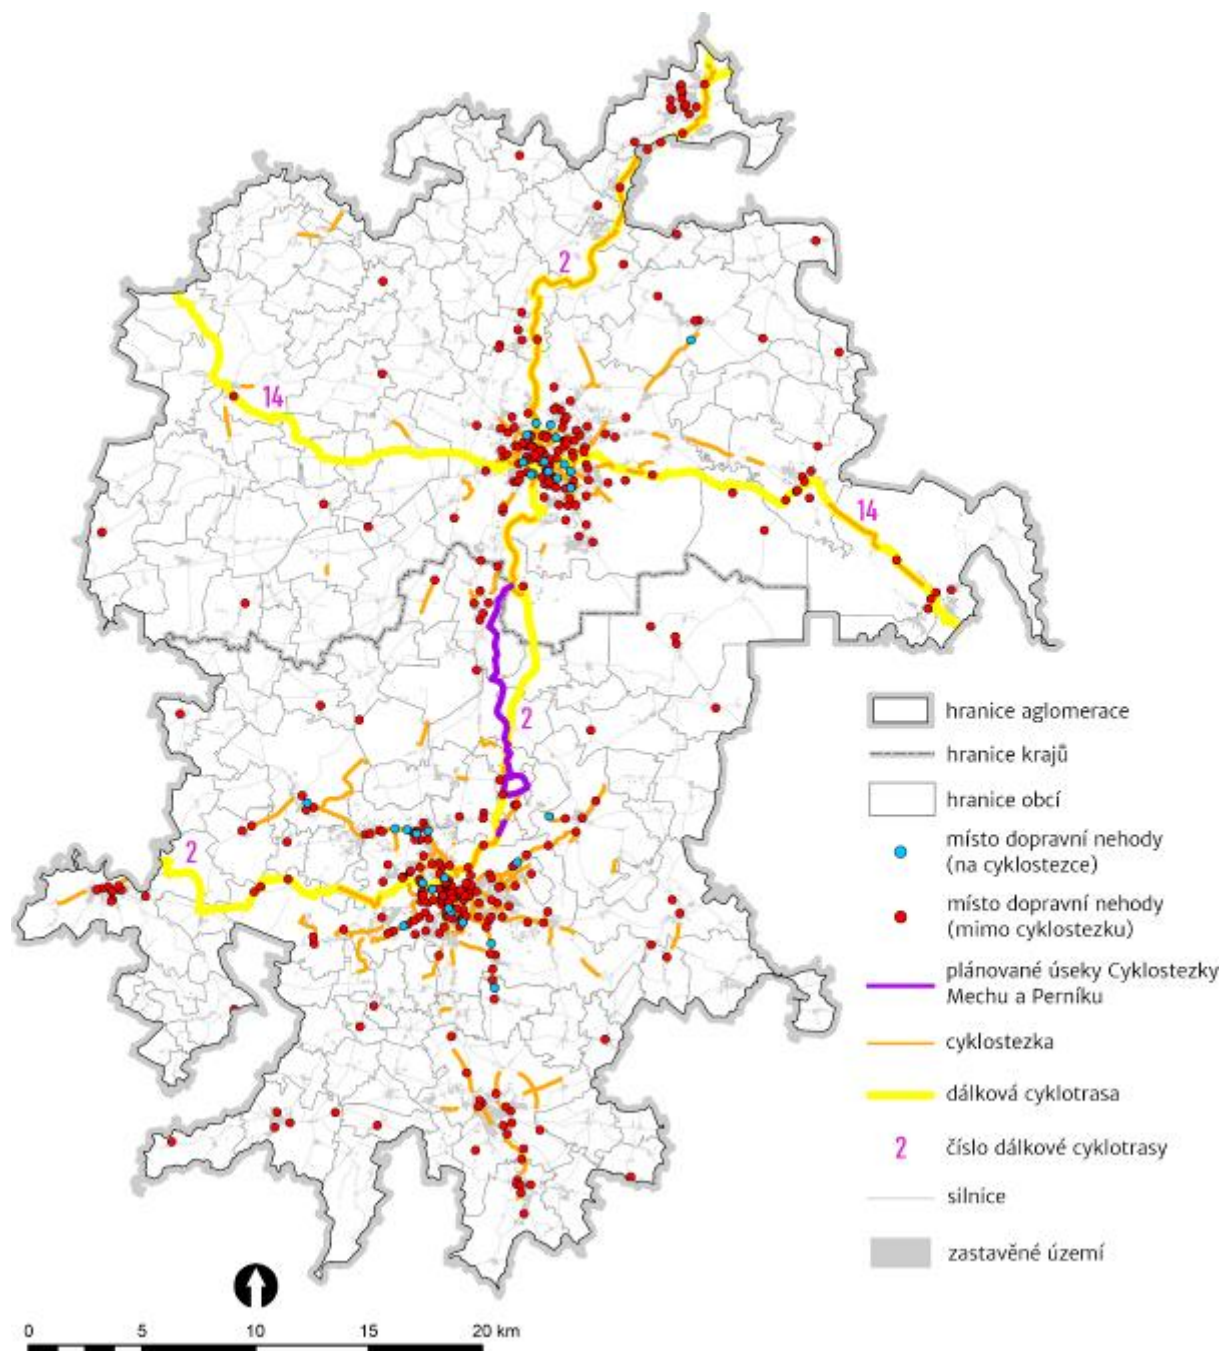 2
14
14
2
2
hranice aglomerace
hranice krajů
hranice obcí
místo dopravní nehody
(na cyklostezce)
místo dopravní nehody
(mimo cyklostezku)
plánované úseky Cyklostezky
Mechu a Perníku
cyklostezka
dálková cyklotrasa
2 číslo dálkové cyklotrasy
silnice
zastavěné území
0 5 10 15 20 km